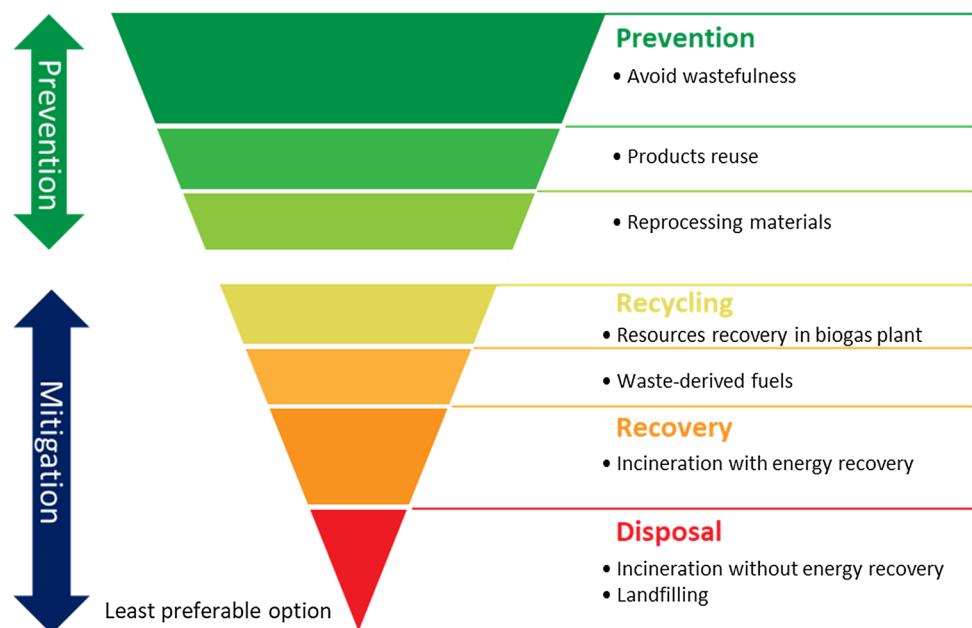 Prevention
Prevention
• Avoid wastefulness
• Products reuse
• Reprocessing materials
Mitigation
Recycling
• Resources recovery in biogas plant
• Waste-derived fuels
Recovery
• Incineration with energy recovery
Disposal
• Incineration without energy recovery
• Landfilling
Least preferable option